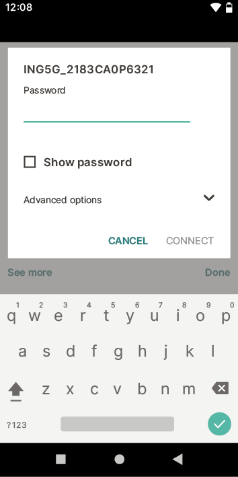 12:08
ING5G_2183CA0P6321
Password
Show password
Advanced options
CANCEL CONNECT
See more Done
1 2 3 4 5 6 7 8 9 0
q w e r t y u i o p
a s d f g h j k l
z x c v b n m
?123